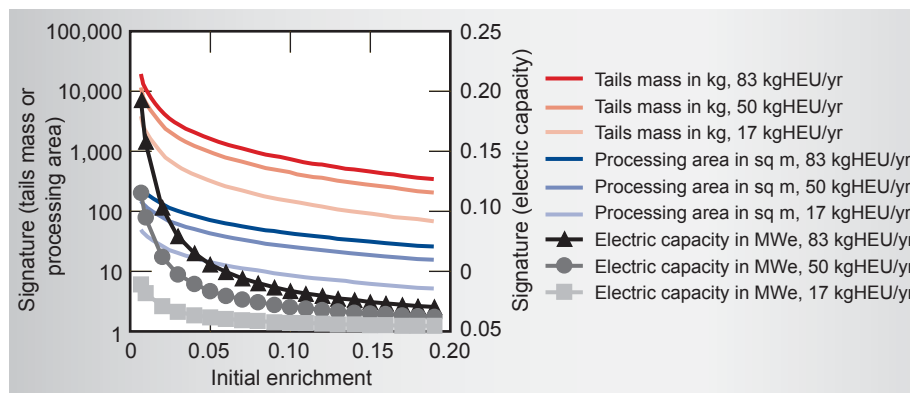 Signature (tails mass or
processing area)
100,000
10,000
1,000
100
10
1
0
0.05
0.10
0.15
0.20
Initial enrichment
0.25
0.20
0.15
0.10
0
0.05
Signature (electric capacity)
Tails mass in kg, 83 kgHEU/yr
Tails mass in kg, 50 kgHEU/yr
Tails mass in kg, 17 kgHEU/yr
Processing area in sq m, 83 kgHEU/yr
Processing area in sq m, 50 kgHEU/yr
Processing area in sq m, 17 kgHEU/yr
Electric capacity in MWe, 83 kgHEU/yr
Electric capacity in MWe, 50 kgHEU/yr
Electric capacity in MWe, 17 kgHEU/yr